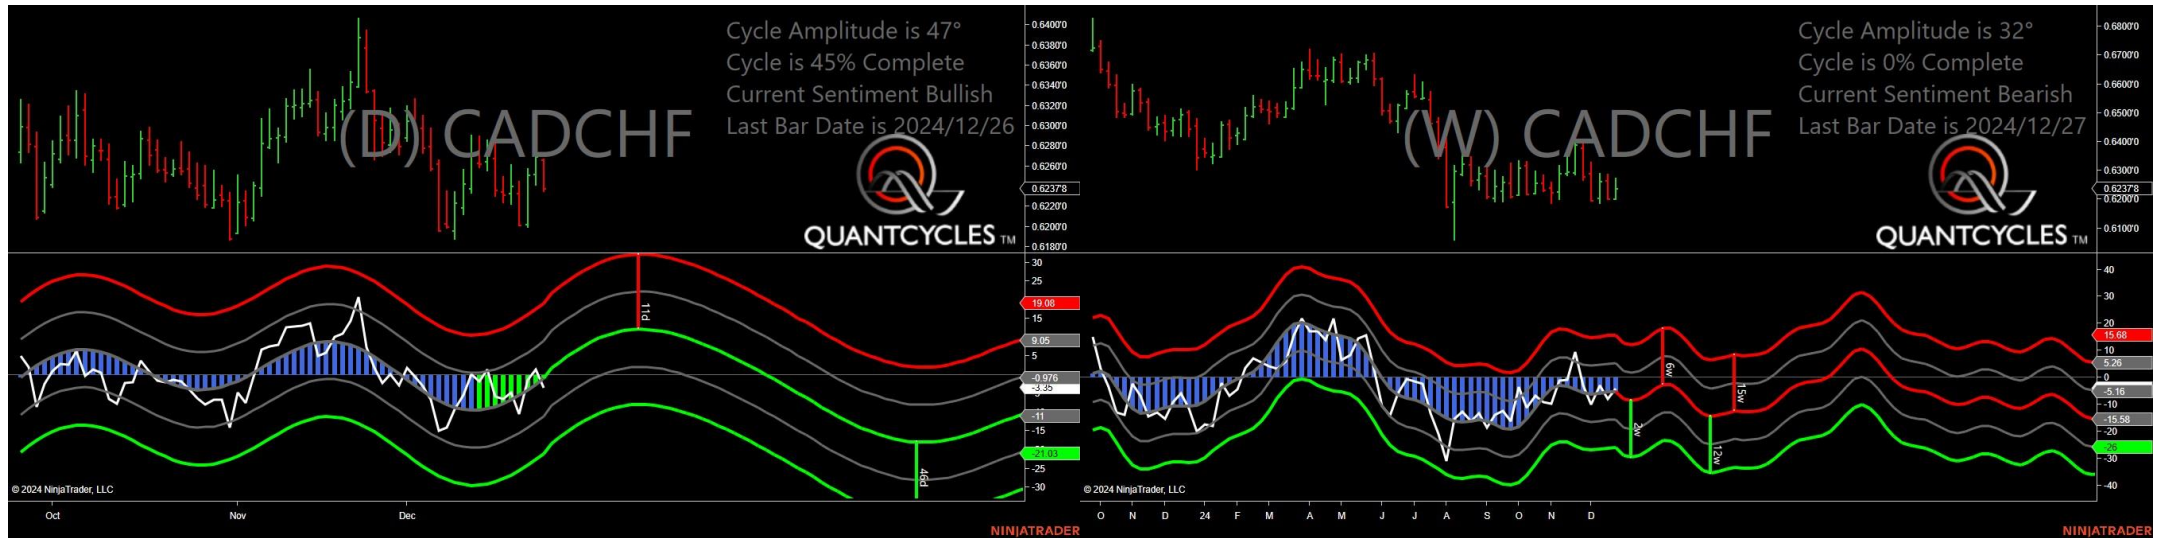 Cycle Amplitude is 47°
Cycle is 45% Complete
Current Sentiment Bullish
Last Bar Date is 2024/12/26
(D) CADCHF
QUANTCYCLES TM
0.6400'0
0.6380'0
0.6360'0
0.6340'0
0.6320'0
0.6300'0
0.6280'0
0.6260'0
0.6237'8
0.6220'0
0.6200'0
0.6180'0
11d
46d
30
25
19.08
15
9.05
5
-0.976
-11
-15
-21.03
-25
-30
© 2024 NinjaTrader, LLC
Oct
Nov
Dec
NINJATRADER
Cycle Amplitude is 32°
Cycle is 0% Complete
Current Sentiment Bearish
Last Bar Date is 2024/12/27
(W) CADCHF
QUANTCYCLES TM
0.6800'0
0.6700'0
0.6600'0
0.6500'0
0.6400'0
0.6300'0
0.6237'8
0.6200'0
0.6100'0
2w
6w
12w
15w
40
30
20
15.68
10
5.26
0
-5.16
-10
-15.58
-20
-26
-30
-40
© 2024 NinjaTrader, LLC
O N D 24 F M A M J J A S O N D
NINJATRADER